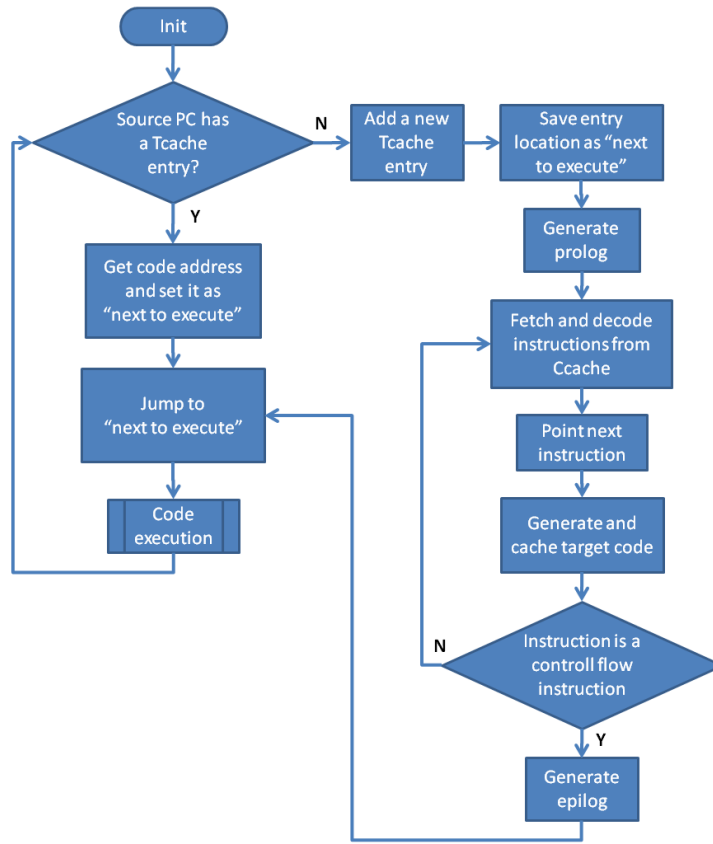 Init
Source PC has
a Tcache
entry?
N
Add a new
Tcache
entry
Save entry
location as “next
to execute”
Y
Generate
prolog
Get code address
and set it as
“next to execute”
Fetch and decode
instructions from
Ccache
Jump to
“next to execute”
Point next
instruction
Code
execution
Generate and
cache target code
N
Instruction is a
controll flow
instruction
Y
Generate
epilog